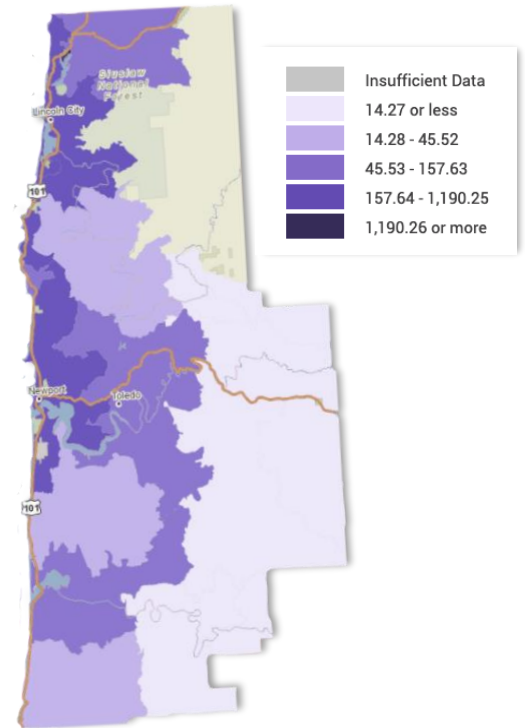 Siuslaw
National
Forest
Lincoln City
101
Newport
Toledo
101
Insufficient Data
14.27 or less
14.28 - 45.52
45.53 - 157.63
157.64 - 1,190.25
1,190.26 or more